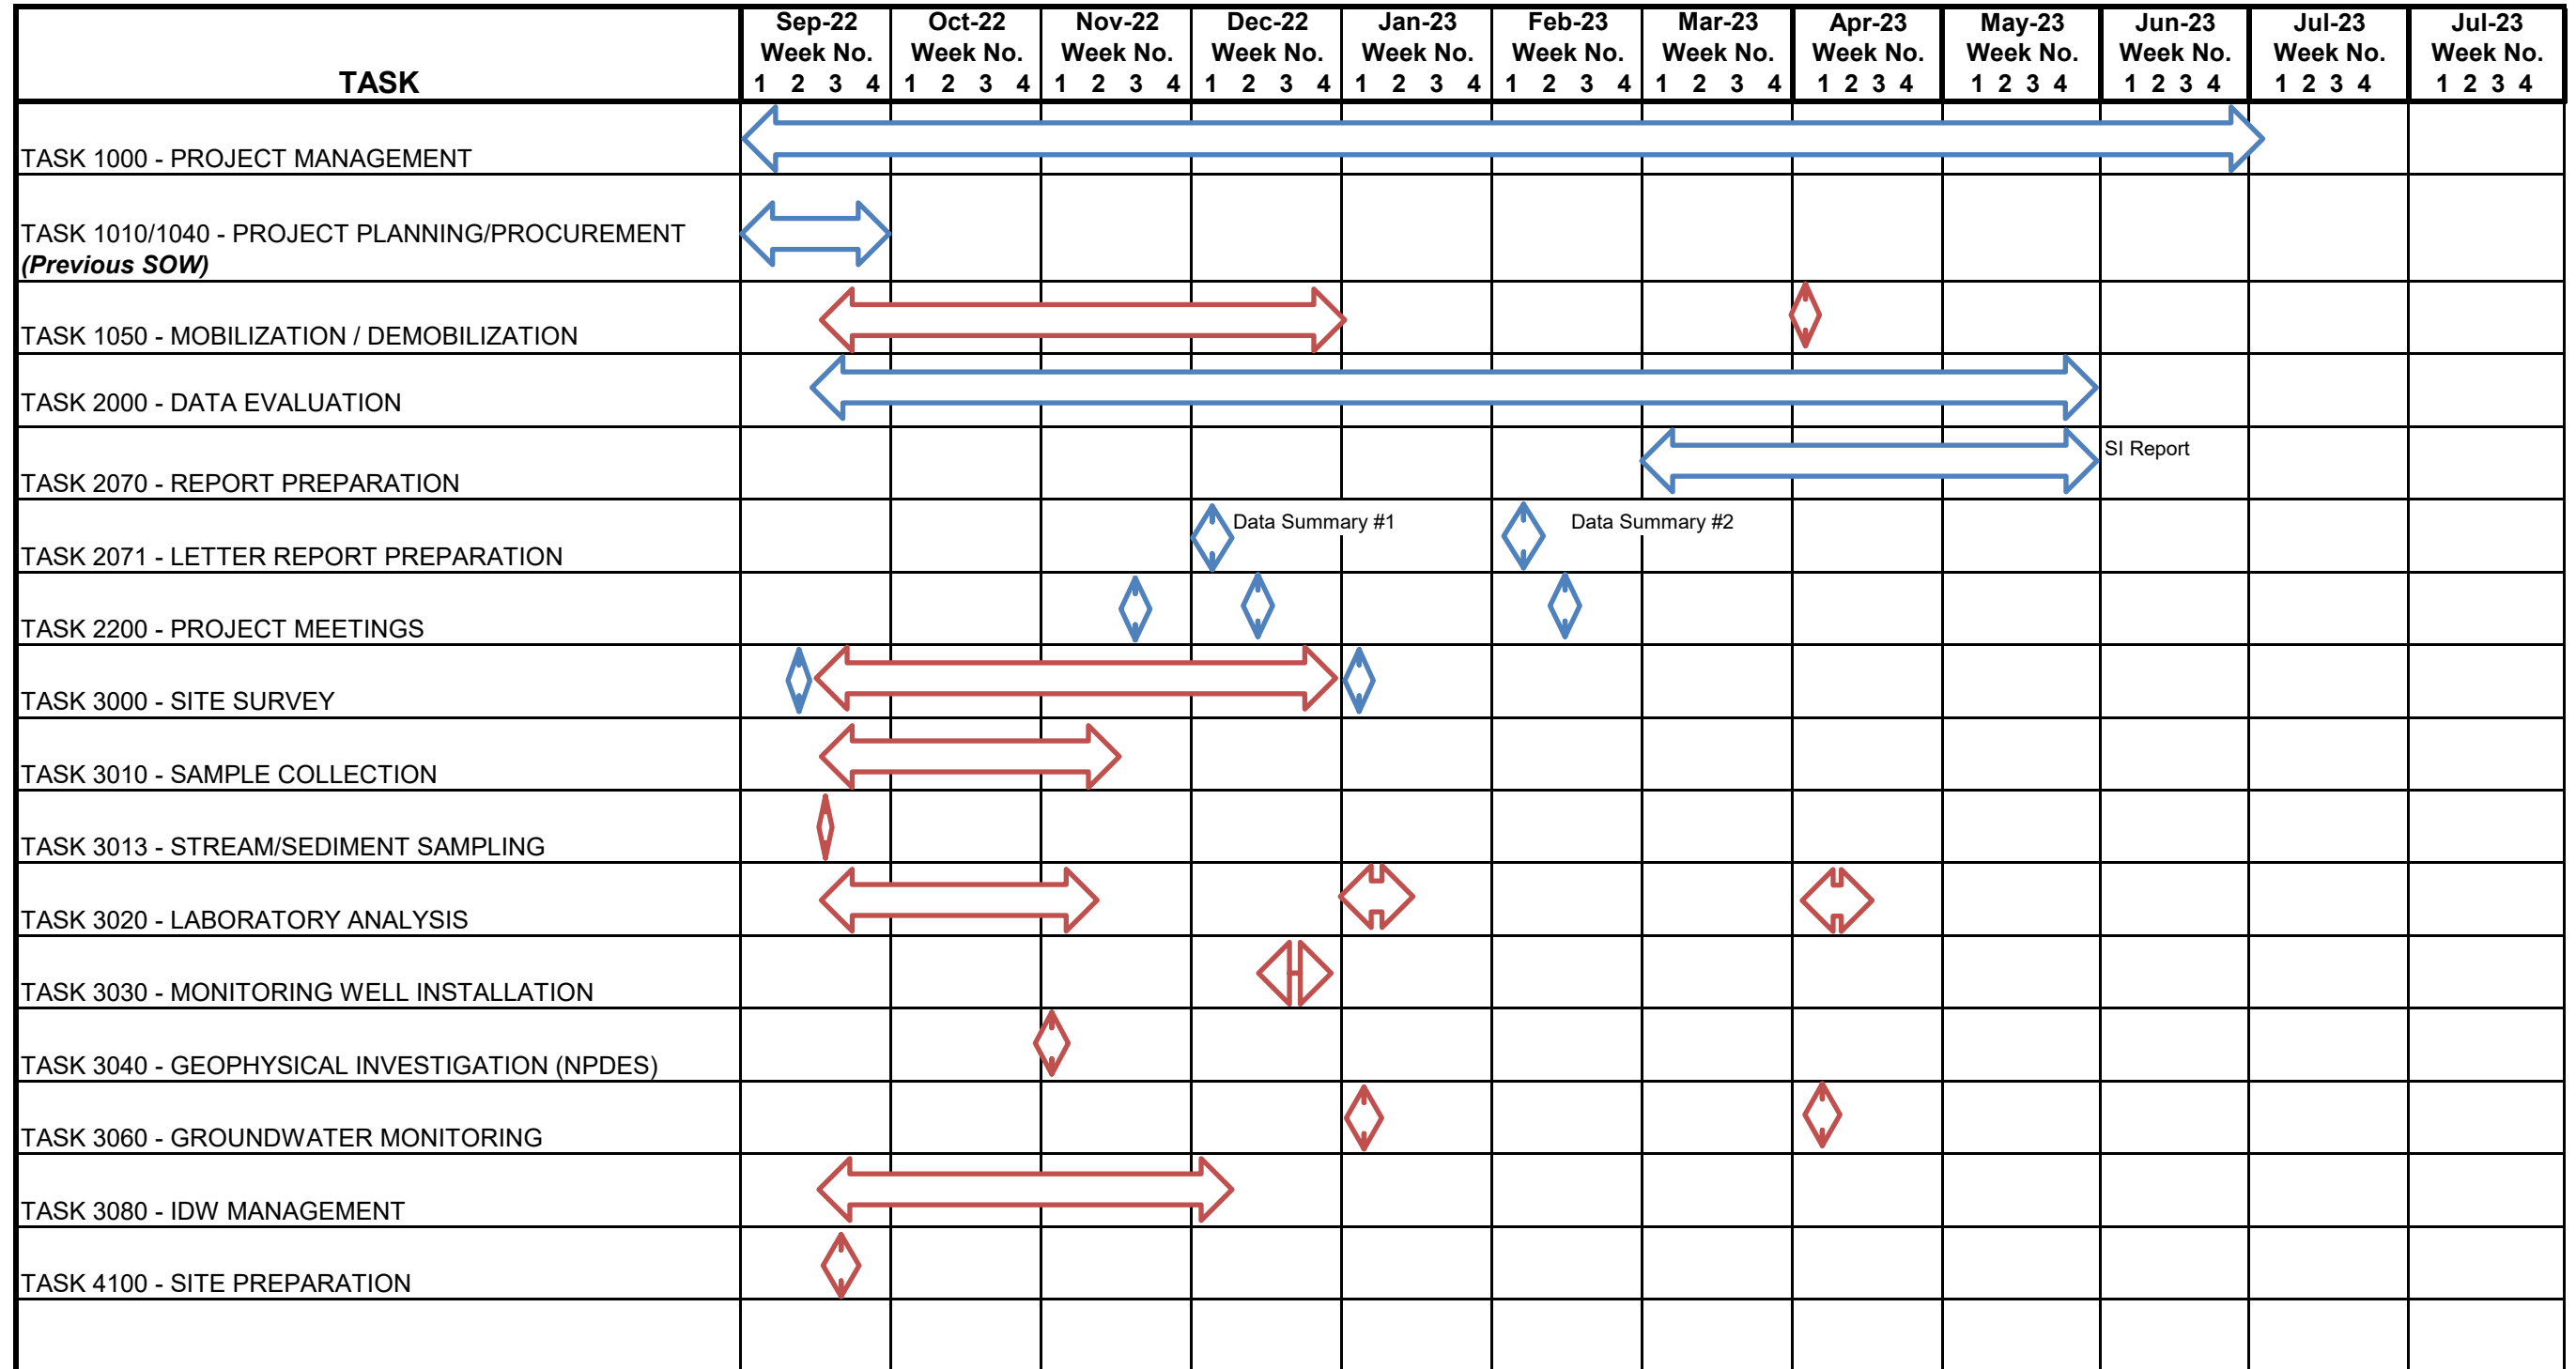 Sep-22 Oct-22 Nov-22 Dec-22 Jan-23 Feb-23 Mar-23 Apr-23 May-23 Jun-23 Jul-23 Jul-23
Week No. Week No. Week No. Week No. Week No. Week No. Week No. Week No. Week No. Week No. Week No. Week No.
TASK 1 2 3 4 1 2 3 4 1 2 3 4 1 2 3 4 1 2 3 4 1 2 3 4 1 2 3 4 1 2 3 4 1 2 3 4 1 2 3 4 1 2 3 4 1 2 3 4
TASK 1000 - PROJECT MANAGEMENT
TASK 1010/1040 - PROJECT PLANNING/PROCUREMENT
(Previous SOW)
TASK 1050 - MOBILIZATION / DEMOBILIZATION
TASK 2000 - DATA EVALUATION
SI Report
TASK 2070 - REPORT PREPARATION
Data Summary #1 Data Summary #2
TASK 2071 - LETTER REPORT PREPARATION
TASK 2200 - PROJECT MEETINGS
TASK 3000 - SITE SURVEY
TASK 3010 - SAMPLE COLLECTION
TASK 3013 - STREAM/SEDIMENT SAMPLING
TASK 3020 - LABORATORY ANALYSIS
TASK 3030 - MONITORING WELL INSTALLATION
TASK 3040 - GEOPHYSICAL INVESTIGATION (NPDES)
TASK 3060 - GROUNDWATER MONITORING
TASK 3080 - IDW MANAGEMENT
TASK 4100 - SITE PREPARATION